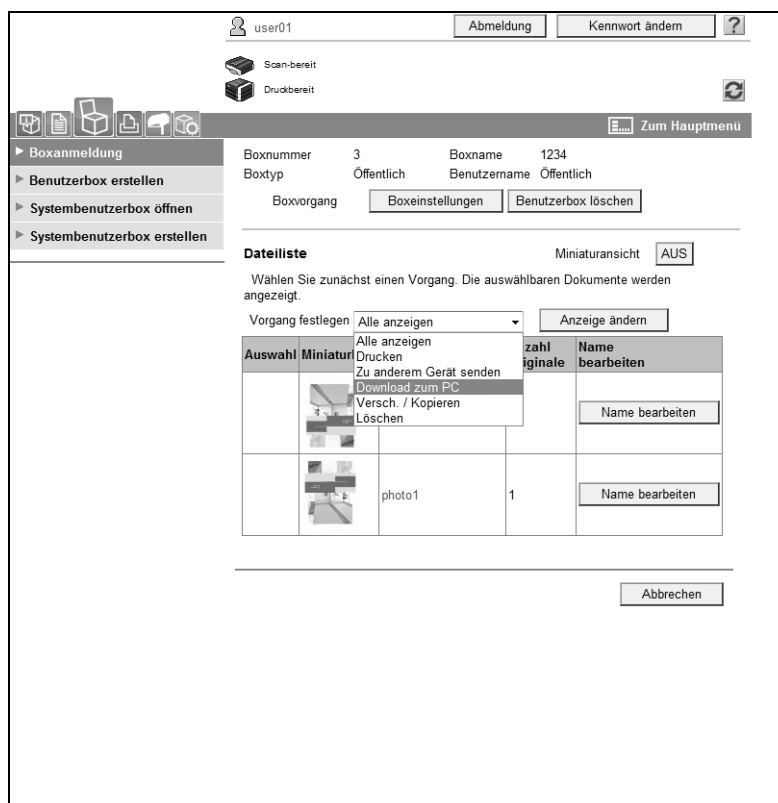 user01 Abmeldung Kennwort ändern ?
Scan-bereit
Druckbereit
Zum Hauptmenü
Boxanmeldung
Benutzerbox erstellen
Systembenutzerbox öffnen
Systembenutzerbox erstellen
Boxnummer 3 Boxname 1234
Boxtyp Öffentlich Benutzername Öffentlich
Boxvorgang Boxeinstellungen Benutzerbox löschen
Dateiliste Miniaturansicht AUS
Wählen Sie zunächst einen Vorgang. Die auswählbaren Dokumente werden
angezeigt.
Vorgang festlegen Alle anzeigen Anzeige ändern
Alle anzeigen
Drucken
Zu anderem Gerät senden
Download zum PC
Versch. / Kopieren
Löschen
Auswahl Name
bearbeiten
Name bearbeiten
photo1 1 Name bearbeiten
Abbrechen